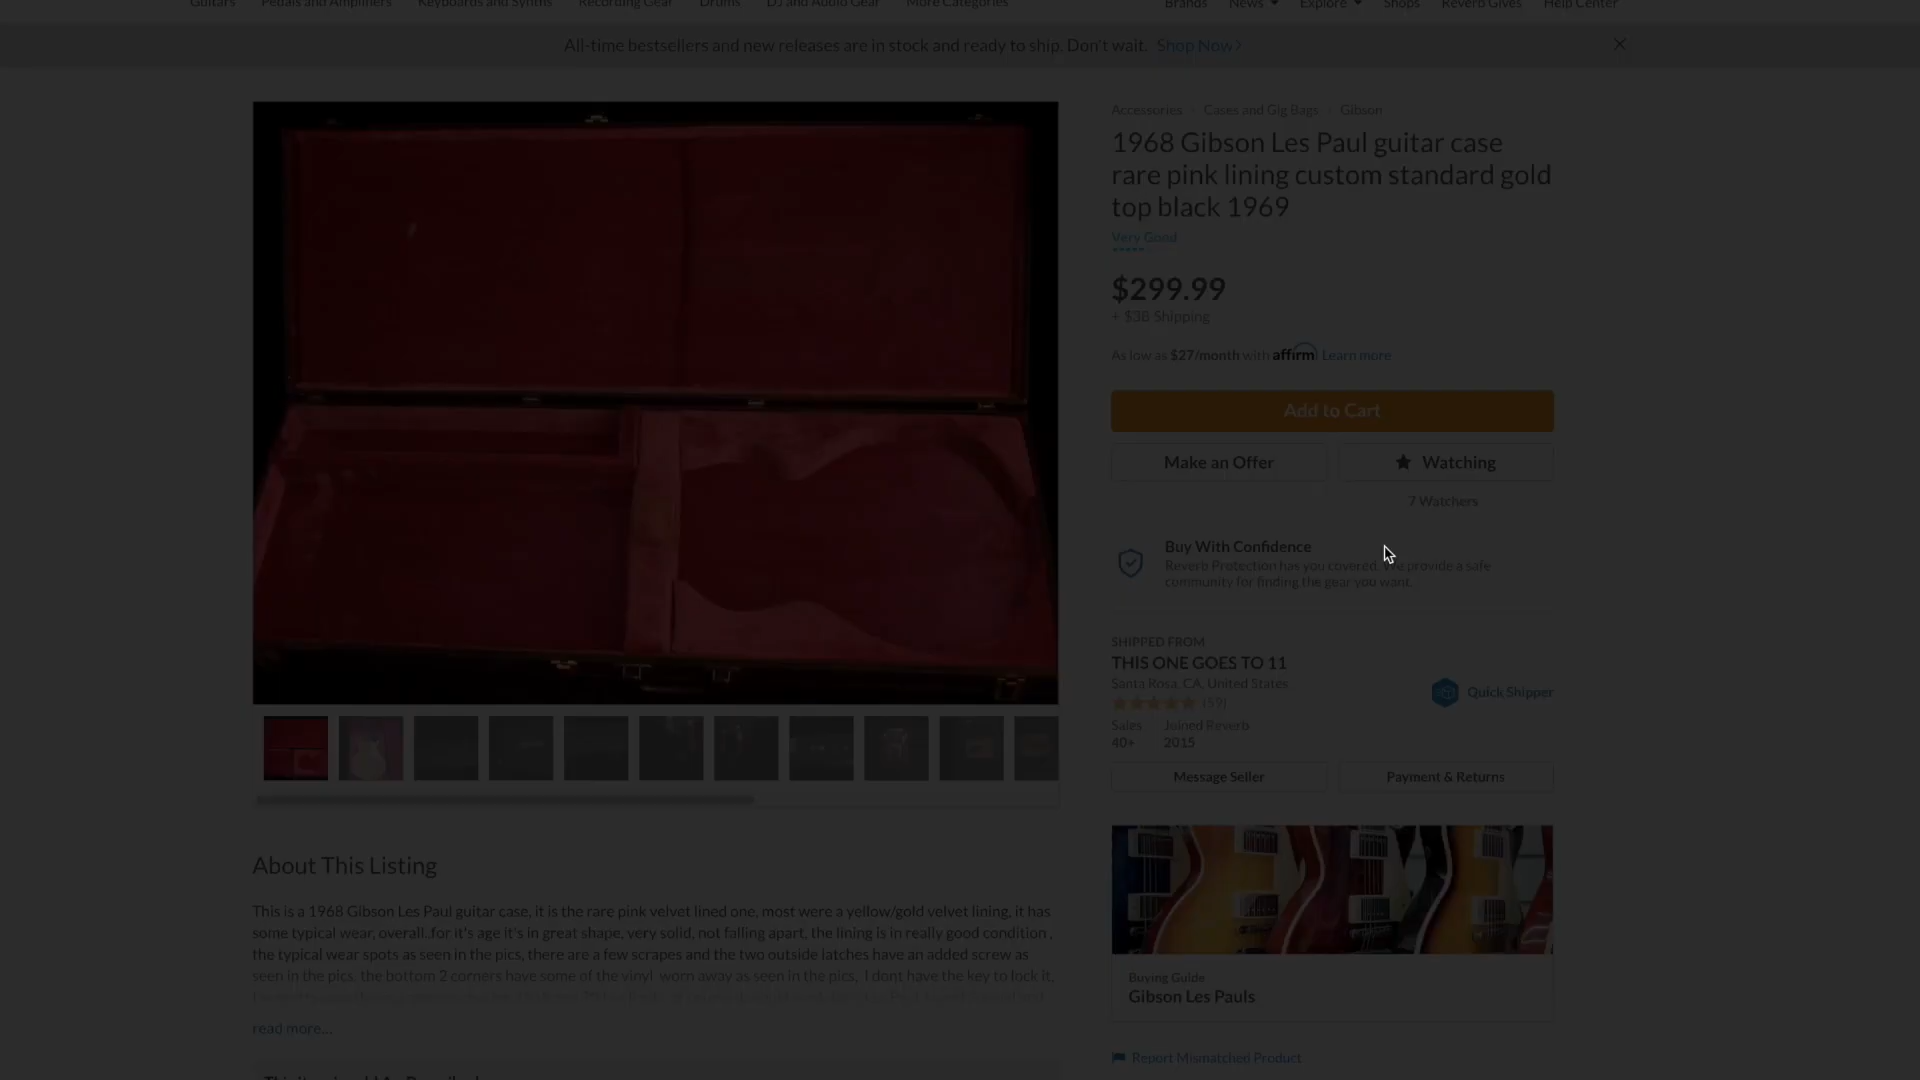 Guitars Pedals and Amplifiers Keyboards and Synths Recording Gear Drums DJ and Audio Gear More Categories Brands News Explore Shops Reverb Gives Help Center
All-time bestsellers and new releases are in stock and ready to ship. Don't wait. Shop Now
Accessories Cases and Gig Bags Gibson
1968 Gibson Les Paul guitar case
rare pink lining custom standard gold
top black 1969
Very Good
$299.99
+ $38 Shipping
As low as $27/month with affirm Learn more
Add to Cart
Make an Offer
Watching
7 Watchers
Buy With Confidence
Reverb Protection has you covered. We provide a safe
community for finding the gear you want.
SHIPPED FROM
THIS ONE GOES TO 11
Santa Rosa, CA, United States
(59)
Quick Shipper
Sales Joined Reverb
40+ 2015
Message Seller
Payment & Returns
About This Listing
This is a 1968 Gibson Les Paul guitar case, it is the rare pink velvet lined one, most were a yellow/gold velvet lining, it has
some typical wear, overall..for it's age it's in great shape, very solid, not falling apart, the lining is in really good condition ,
the typical wear spots as seen in the pics, there are a few scrapes and the two outside latches have an added screw as
seen in the pics. the bottom 2 corners have some of the vinyl worn away as seen in the pics, I dont have the key to lock it,
read more...
Buying Guide
Gibson Les Pauls
Report Mismatched Product